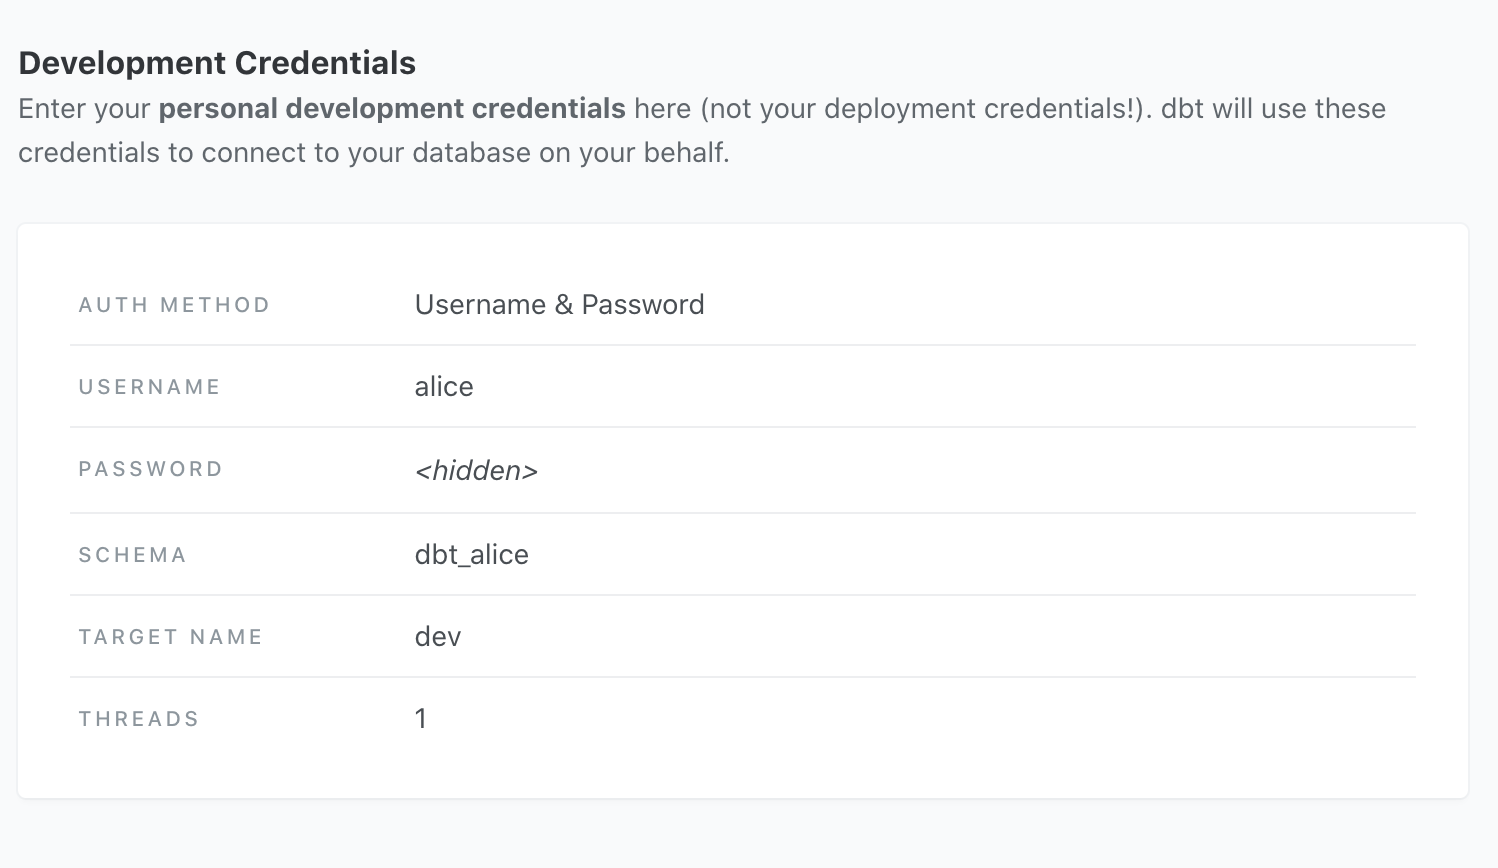 Development Credentials
Enter your personal development credentials here (not your deployment credentials!). dbt will use these
credentials to connect to your database on your behalf.
AUTH METHOD Username & Password
USERNAME alice
PASSWORD <hidden>
SCHEMA dbt_alice
TARGET NAME dev
THREADS 1